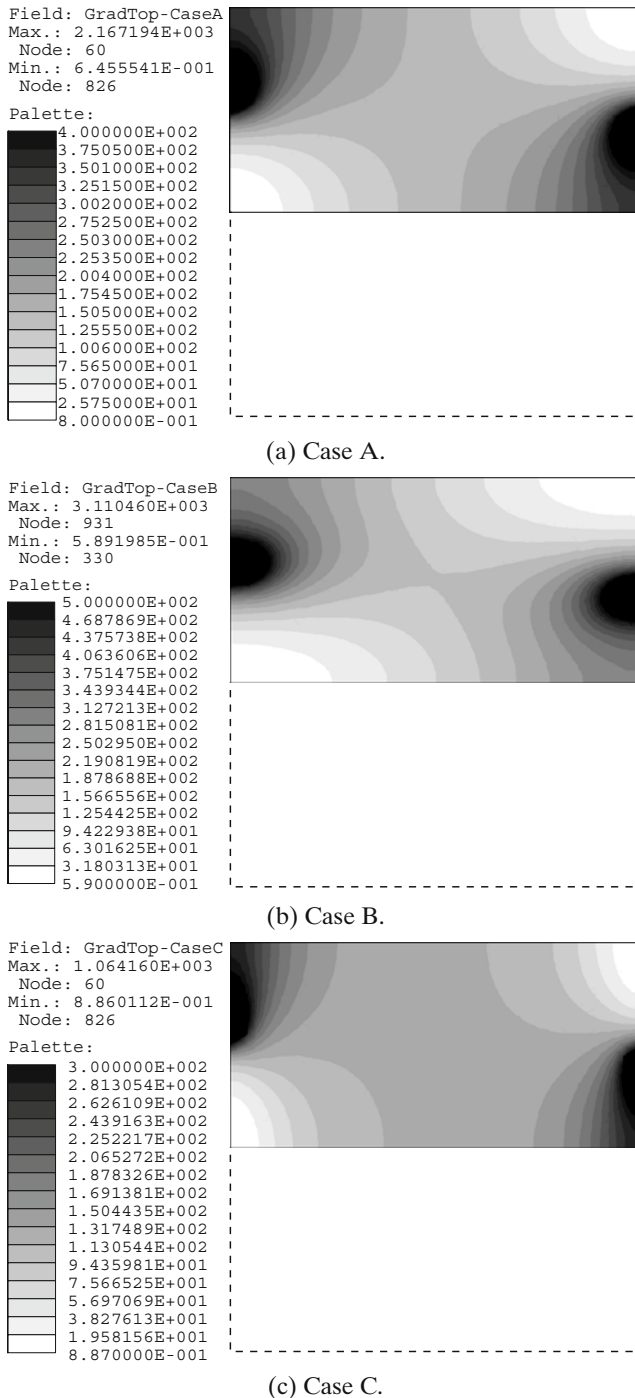 Field: GradTop-CaseA
Max.: 2.167194E+003
Node: 60
Min.: 6.455541E-001
Node: 826
Palette:
4.000000E+002
3.750500E+002
3.501000E+002
3.251500E+002
3.002000E+002
2.752500E+002
2.503000E+002
2.253500E+002
2.004000E+002
1.754500E+002
1.505000E+002
1.255500E+002
1.006000E+002
7.565000E+001
5.070000E+001
2.575000E+001
8.000000E-001
(a) Case A.
Field: GradTop-CaseB
Max.: 3.110460E+003
Node: 931
Min.: 5.891985E-001
Node: 330
Palette:
5.000000E+002
4.687869E+002
4.375738E+002
4.063606E+002
3.751475E+002
3.439344E+002
3.127213E+002
2.815081E+002
2.502950E+002
2.190819E+002
1.878688E+002
1.566556E+002
1.254425E+002
9.422938E+001
6.301625E+001
3.180313E+001
5.900000E-001
(b) Case B.
Field: GradTop-CaseC
Max.: 1.064160E+003
Node: 60
Min.: 8.860112E-001
Node: 826
Palette:
3.000000E+002
2.813054E+002
2.626109E+002
2.439163E+002
2.252217E+002
2.065272E+002
1.878326E+002
1.691381E+002
1.504435E+002
1.317489E+002
1.130544E+002
9.435981E+001
7.566525E+001
5.697069E+001
3.827613E+001
1.958156E+001
8.870000E-001
(c) Case C.